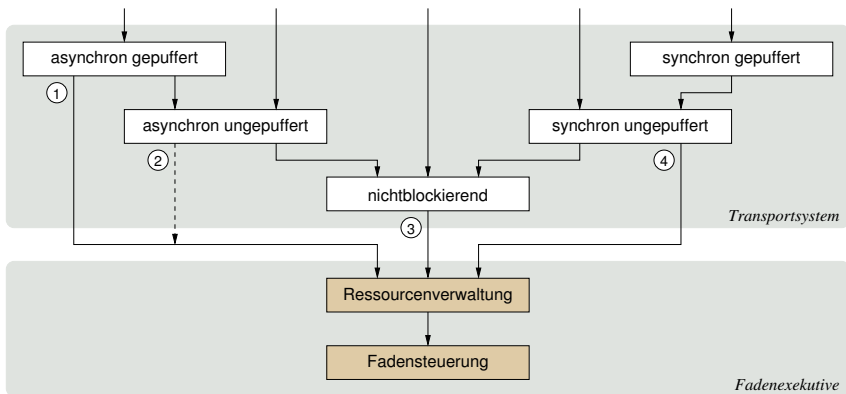 asynchron gepuffert
synchron gepuffert
1
asynchron ungepuffert
synchron ungepuffert
2
4
nichtblockierend
3
Transportsystem
Ressourcenverwaltung
Fadensteuerung
Fadenexekutive